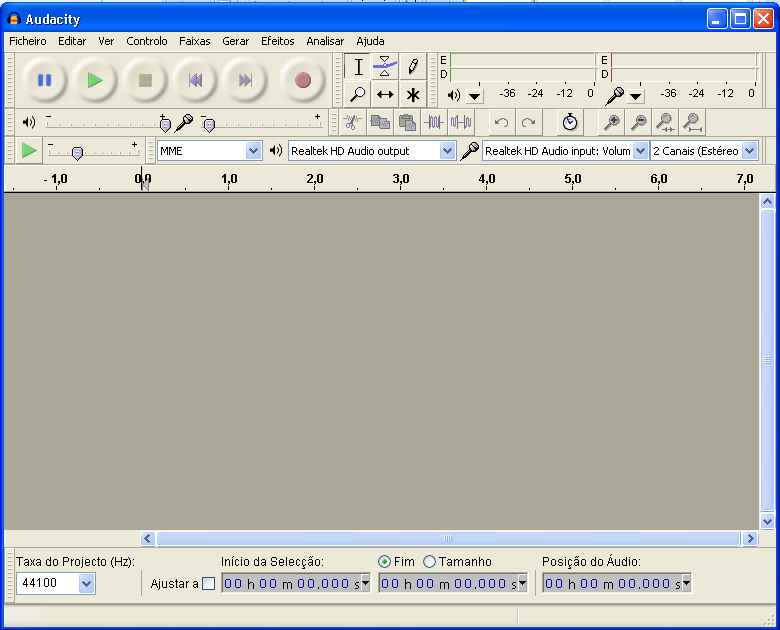 Audacity
Ficheiro Editar Ver Controlo Faixas Gerar Efeitos Analisar Ajuda
E E
D D
-36 -24 -12 0 -36 -24 -12 0
- + - +
- + MME Realtek HD Audio output Realtek HD Audio input: Volum 2 Canais (Estéreo
- 1,0 0,0 1,0 2,0 3,0 4,0 5,0 6,0 7,0
Taxa do Projecto (Hz): Início da Selecção: Fim Tamanho Posição do Áudio:
44100 Ajustar a 00 h 00 m 00.000 s 00 h 00 m 00.000 s 00 h 00 m 00.000 s